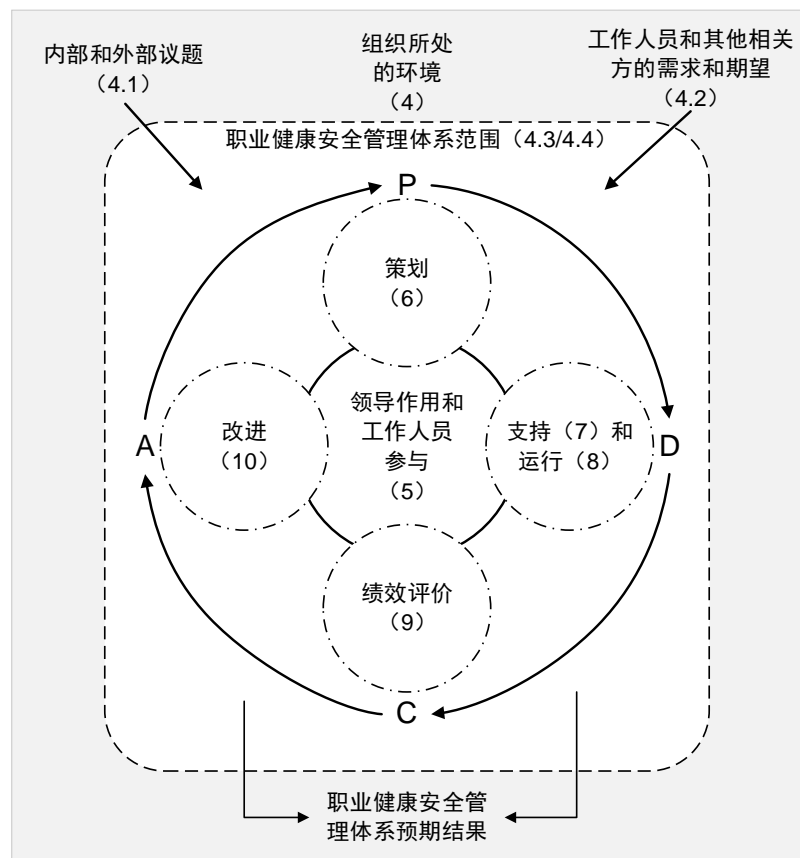 内部和外部议题
（4.1）
组织所处
的环境
（4）
工作人员和其他相关
方的需求和期望
（4.2）
职业健康安全管理体系范围（4.3/4.4）
P
策划
（6）
A
改进
（10）
领导作用和
工作人员
参与
（5）
支持（7）和
运行（8）
D
绩效评价
（9）
C
职业健康安全管
理体系预期结果